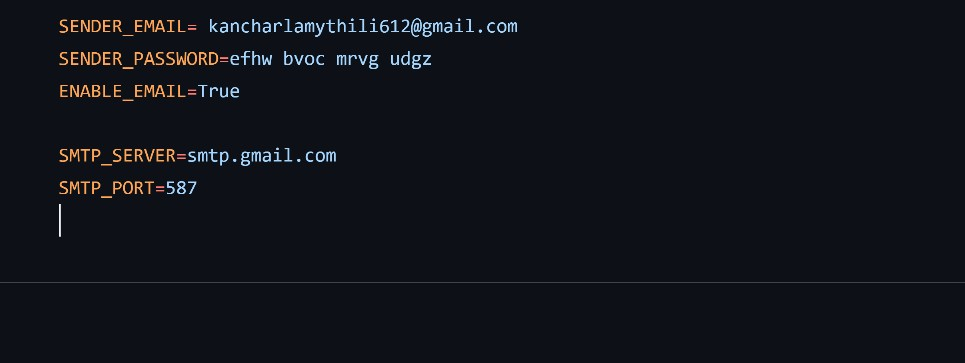 SENDER_EMAIL= kancharlamythili612@gmail.com
SENDER_PASSWORD=efhw bvoc mrvg udgz
ENABLE_EMAIL=True
SMTP_SERVER=smtp.gmail.com
SMTP_PORT=587